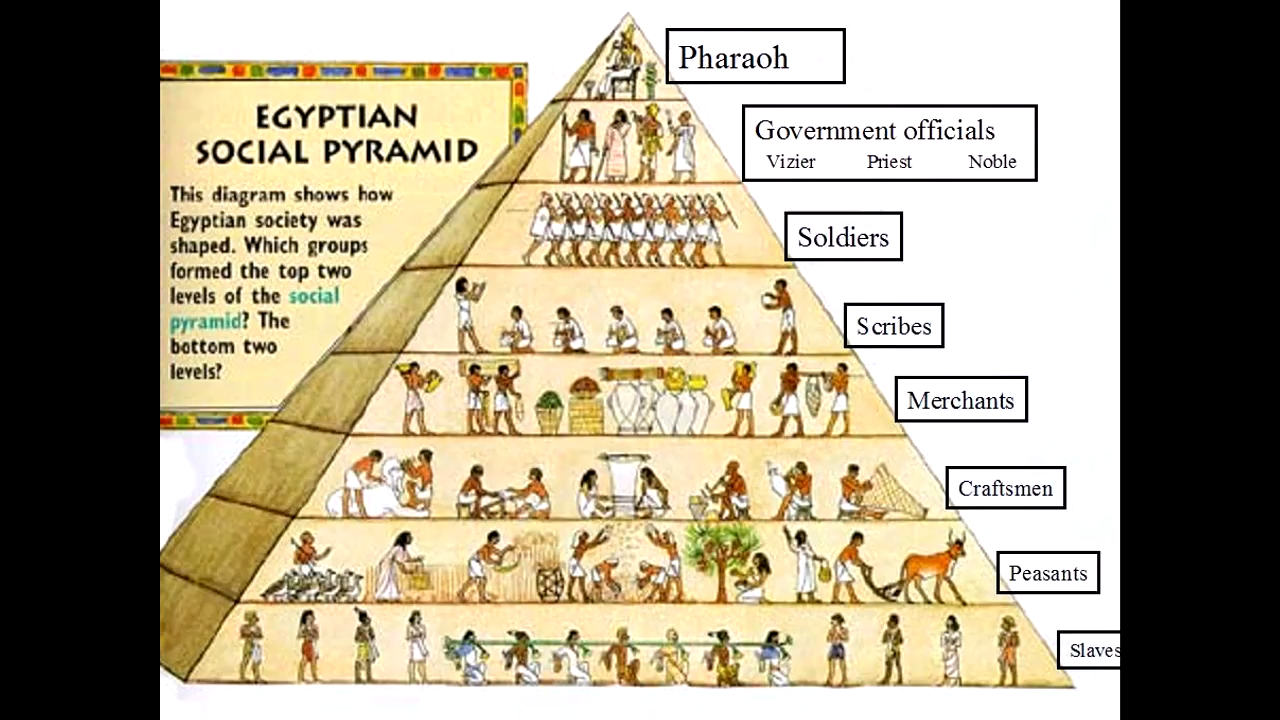 EGYPTIAN
SOCIAL PYRAMID
This diagram shows how
Egyptian society was
shaped. Which groups
formed the top two
levels of the social
pyramid? The
bottom two
levels?
Pharaoh
Government officials
Vizier Priest Noble
Soldiers
Scribes
Merchants
Craftsmen
Peasants
Slaves